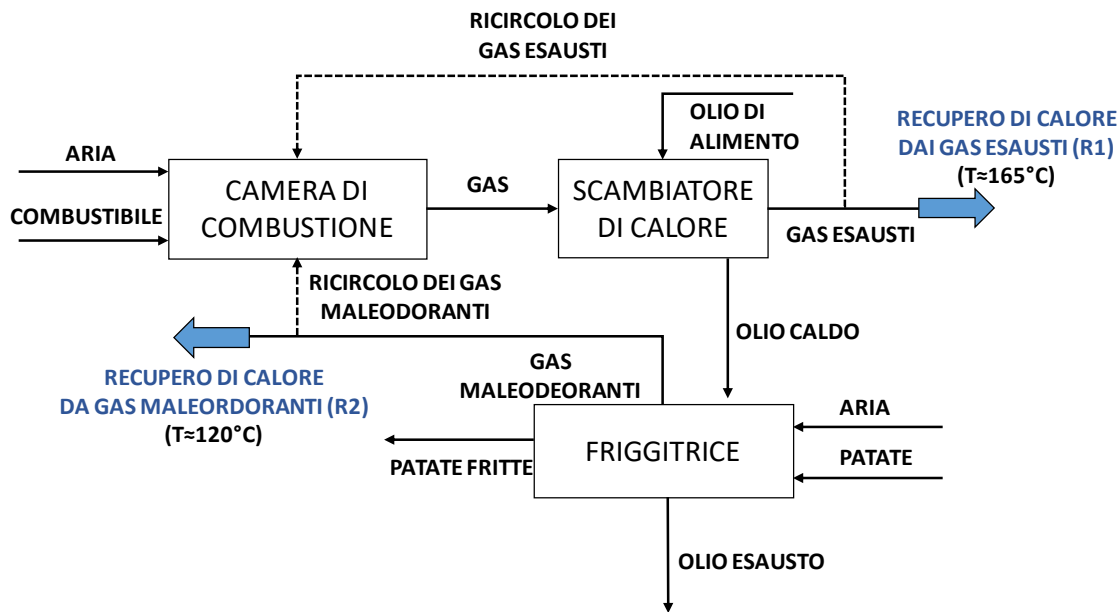 RICIRCOLO DEI
GAS ESAUSTI
OLIO DI
ALIMENTO
RECUPERO DI CALORE
DAI GAS ESAUSTI (R1)
(T≈165°C)
ARIA
COMBUSTIBILE
CAMERA DI
COMBUSTIONE
GAS
SCAMBIATORE
DI CALORE
GAS ESAUSTI
RICIRCOLO DEI GAS
MALEODORANTI
OLIO CALDO
RECUPERO DI CALORE
DA GAS MALEORDORANTI (R2)
(T≈120°C)
GAS
MALEODEORANTI
ARIA
PATATE FRITTE
FRIGGITRICE
PATATE
OLIO ESAUSTO